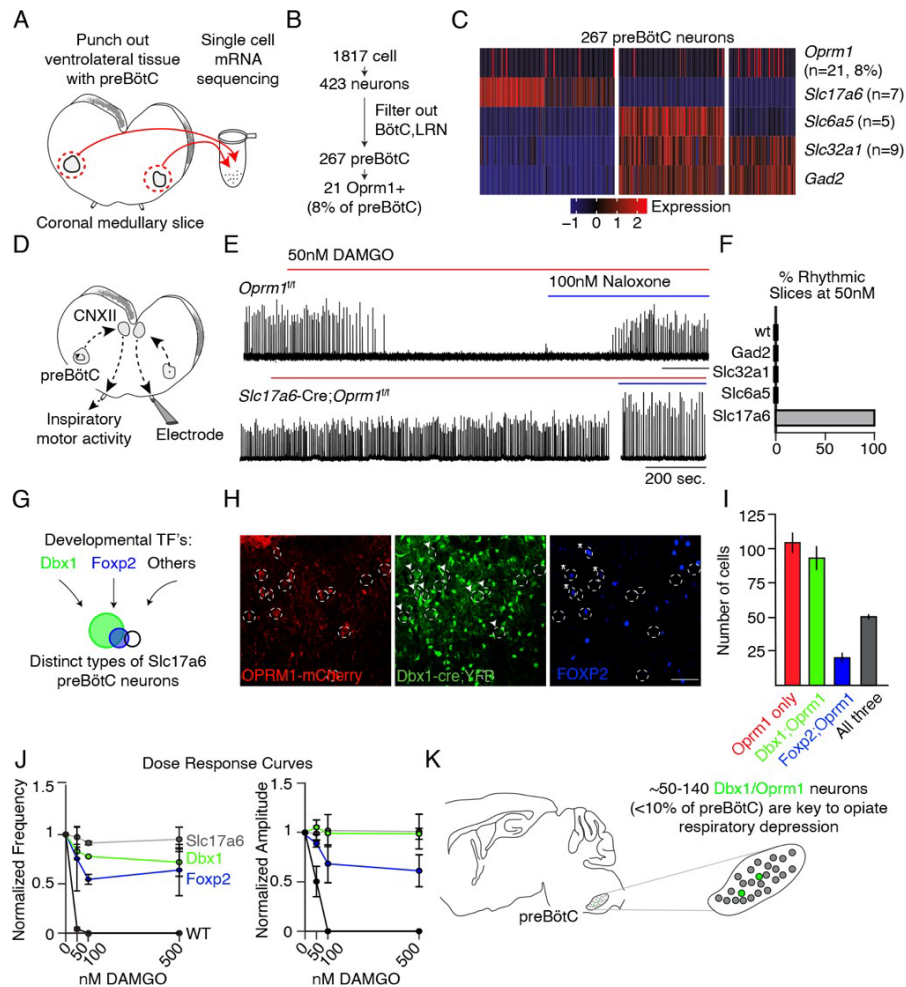 A
Punch out
ventrolateral tissue
with preBötC
Single cell
mRNA
sequencing
Coronal medullary slice
B
1817 cell
423 neurons
Filter out
BötC,LRN
267 preBötC
21 Oprm1+
(8% of preBötC)
C
267 preBötC neurons
Oprm1
(n=21, 8%)
Slc17a6 (n=7)
Slc6a5 (n=5)
Slc32a1 (n=9)
Gad2
Expression
−1 0 1 2
D
CNXII
preBötC
Inspiratory
motor activity
Electrode
E
50nM DAMGO
Oprm1f/f
100nM Naloxone
Slc17a6-Cre;Oprm1f/f
200 sec.
F
% Rhythmic
Slices at 50nM
wt
Gad2
Slc32a1
Slc6a5
Slc17a6
0 100
G
Developmental TF's:
Dbx1 Foxp2 Others
Distinct types of Slc17a6
preBötC neurons
H
OPRM1-mCherry
Dbx1-cre;YFP
FOXP2
I
Number of cells
125
100
75
50
25
0
Oprm1 only
Dbx1;Oprm1
Foxp2;Oprm1
All three
J
Dose Response Curves
Normalized Frequency
1.5
1
0.5
0
Slc17a6
Dbx1
Foxp2
WT
0 50 100 500
nM DAMGO
Normalized Amplitude
1.5
1
0.5
0
0 50 100 500
nM DAMGO
K
~50-140 Dbx1/Oprm1 neurons
(<10% of preBötC) are key to opiate
respiratory depression
preBötC